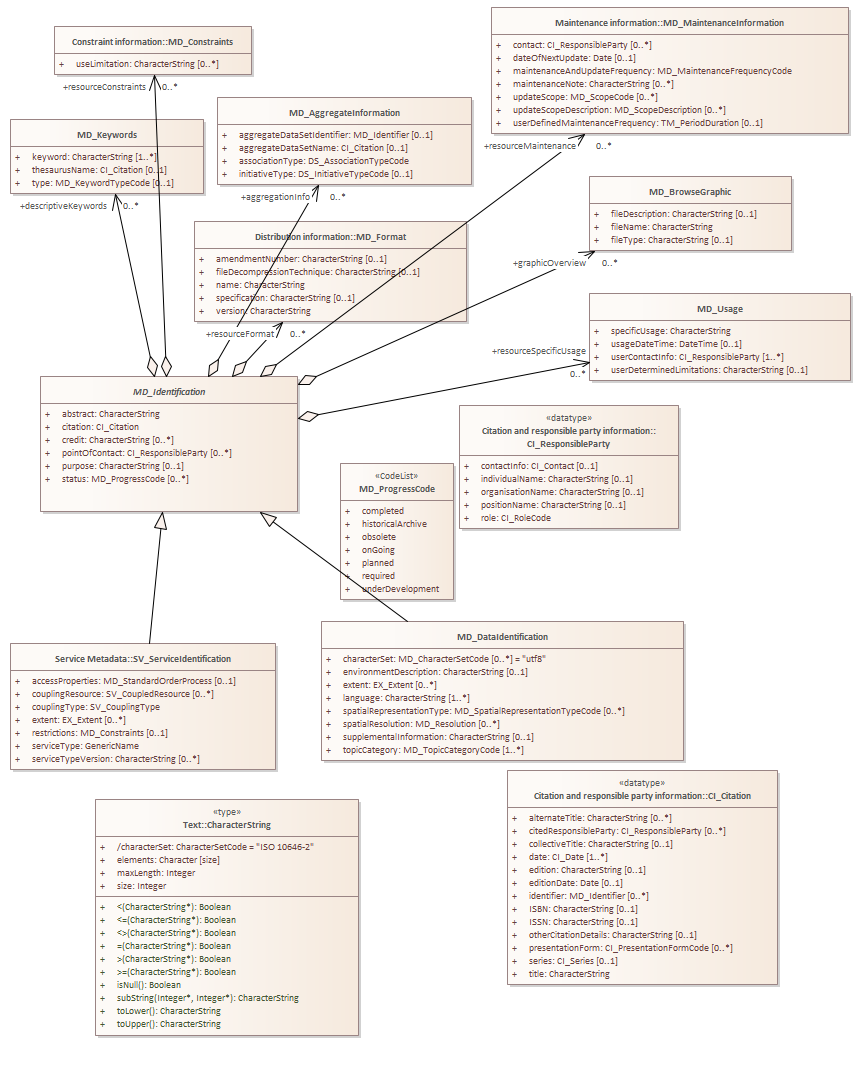 Constraint information::MD_Constraints
+ useLimitation: CharacterString [0..*]
+resourceConstraints 0..*
Maintenance information::MD_MaintenanceInformation
+ contact: CI_ResponsibleParty [0..*]
+ dateOfNextUpdate: Date [0..1]
+ maintenanceAndUpdateFrequency: MD_MaintenanceFrequencyCode
+ maintenanceNote: CharacterString [0..*]
+ updateScope: MD_ScopeCode [0..*]
+ updateScopeDescription: MD_ScopeDescription [0..*]
+ userDefinedMaintenanceFrequency: TM_PeriodDuration [0..1]
+resourceMaintenance 0..*
MD_AggregateInformation
+ aggregateDataSetIdentifier: MD_Identifier [0..1]
+ aggregateDataSetName: CI_Citation [0..1]
+ associationType: DS_AssociationTypeCode
+ initiativeType: DS_InitiativeTypeCode [0..1]
+aggregationInfo 0..*
MD_Keywords
+ keyword: CharacterString [1..*]
+ thesaurusName: CI_Citation [0..1]
+ type: MD_KeywordTypeCode [0..1]
+descriptiveKeywords 0..*
MD_BrowseGraphic
+ fileDescription: CharacterString [0..1]
+ fileName: CharacterString
+ fileType: CharacterString [0..1]
+graphicOverview 0..*
Distribution information::MD_Format
+ amendmentNumber: CharacterString [0..1]
+ fileDecompressionTechnique: CharacterString [0..1]
+ name: CharacterString
+ specification: CharacterString [0..1]
+ version: CharacterString
+resourceFormat 0..*
MD_Usage
+ specificUsage: CharacterString
+ usageDateTime: DateTime [0..1]
+ userContactInfo: CI_ResponsibleParty [1..*]
+ userDeterminedLimitations: CharacterString [0..1]
+resourceSpecificUsage
0..*
MD_Identification
+ abstract: CharacterString
+ citation: CI_Citation
+ credit: CharacterString [0..*]
+ pointOfContact: CI_ResponsibleParty [0..*]
+ purpose: CharacterString [0..1]
+ status: MD_ProgressCode [0..*]
«datatype»
Citation and responsible party information::
CI_ResponsibleParty
+ contactInfo: CI_Contact [0..1]
+ individualName: CharacterString [0..1]
+ organisationName: CharacterString [0..1]
+ positionName: CharacterString [0..1]
+ role: CI_RoleCode
«CodeList»
MD_ProgressCode
+ completed
+ historicalArchive
+ obsolete
+ onGoing
+ planned
+ required
+ underDevelopment
Service Metadata::SV_ServiceIdentification
+ accessProperties: MD_StandardOrderProcess [0..1]
+ couplingResource: SV_CoupledResource [0..*]
+ couplingType: SV_CouplingType
+ extent: EX_Extent [0..*]
+ restrictions: MD_Constraints [0..1]
+ serviceType: GenericName
+ serviceTypeVersion: CharacterString [0..*]
MD_DataIdentification
+ characterSet: MD_CharacterSetCode [0..*] = "utf8"
+ environmentDescription: CharacterString [0..1]
+ extent: EX_Extent [0..*]
+ language: CharacterString [1..*]
+ spatialRepresentationType: MD_SpatialRepresentationTypeCode [0..*]
+ spatialResolution: MD_Resolution [0..*]
+ supplementalInformation: CharacterString [0..1]
+ topicCategory: MD_TopicCategoryCode [1..*]
«type»
Text::CharacterString
+ /characterSet: CharacterSetCode = "ISO 10646-2"
+ elements: Character [size]
+ maxLength: Integer
+ size: Integer
+ <(CharacterString*): Boolean
+ <=(CharacterString*): Boolean
+ <>(CharacterString*): Boolean
+ =(CharacterString*): Boolean
+ >(CharacterString*): Boolean
+ >=(CharacterString*): Boolean
+ isNull(): Boolean
+ subString(Integer*, Integer*): CharacterString
+ toLower(): CharacterString
+ toUpper(): CharacterString
«datatype»
Citation and responsible party information::CI_Citation
+ alternateTitle: CharacterString [0..*]
+ citedResponsibleParty: CI_ResponsibleParty [0..*]
+ collectiveTitle: CharacterString [0..1]
+ date: CI_Date [1..*]
+ edition: CharacterString [0..1]
+ editionDate: Date [0..1]
+ identifier: MD_Identifier [0..*]
+ ISBN: CharacterString [0..1]
+ ISSN: CharacterString [0..1]
+ otherCitationDetails: CharacterString [0..1]
+ presentationForm: CI_PresentationFormCode [0..*]
+ series: CI_Series [0..1]
+ title: CharacterString